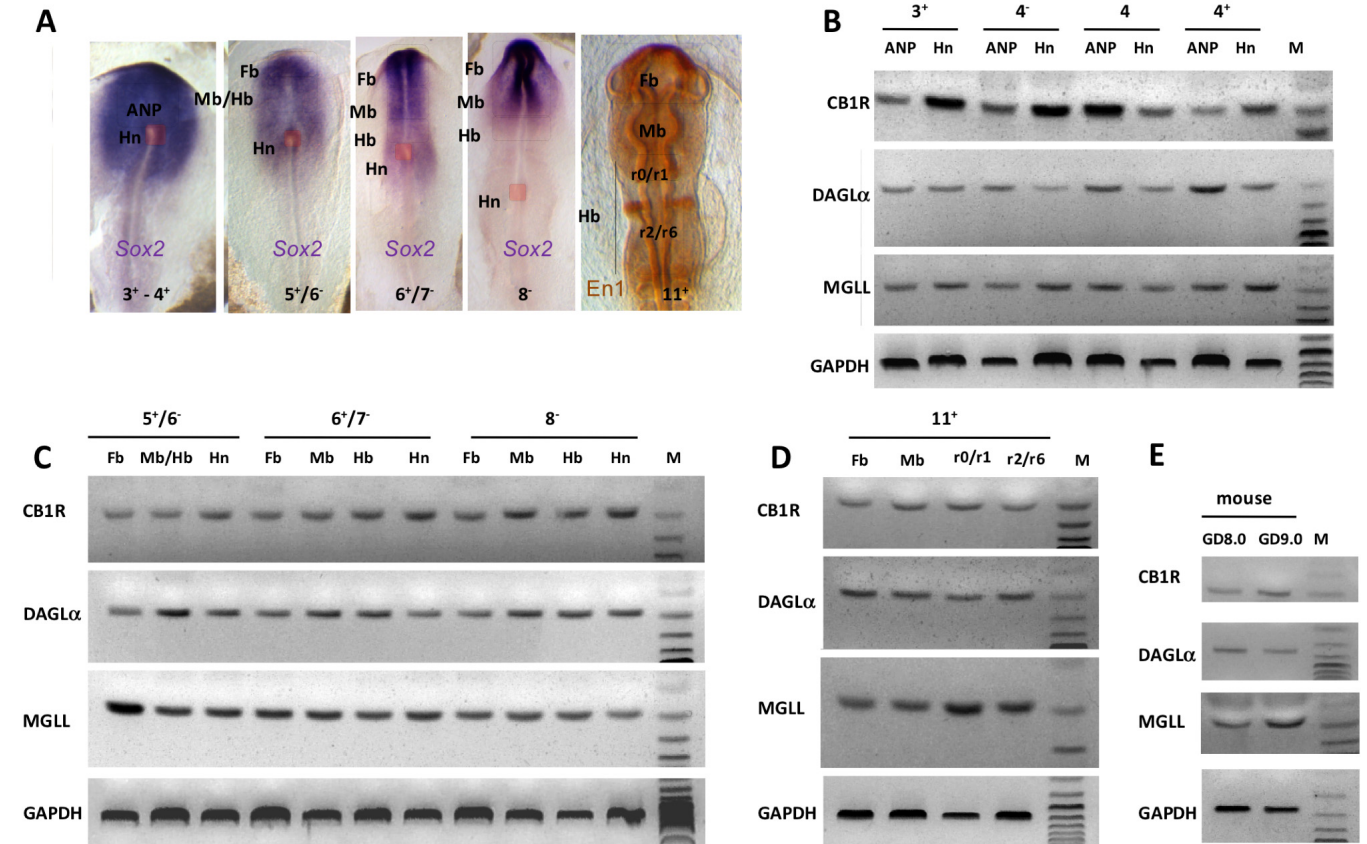 A
Fb
Mb/Hb
ANP
Hn
Sox2
3⁺ - 4⁺
Hn
Sox2
5⁺/6⁻
Fb
Mb
Hb
Hn
Sox2
6⁺/7⁻
Fb
Mb
Hb
Hn
Sox2
8⁻
Fb
Mb
r0/r1
Hb
r2/r6
En1
11⁺
B
3⁺ 4⁻ 4 4⁺
ANP Hn ANP Hn ANP Hn ANP Hn M
CB1R
DAGLα
MGLL
GAPDH
C
5⁺/6⁻ 6⁺/7⁻ 8⁻
Fb Mb/Hb Hn Fb Mb Hb Hn Fb Mb Hb Hn M
CB1R
DAGLα
MGLL
GAPDH
D
11⁺
Fb Mb r0/r1 r2/r6 M
CB1R
DAGLα
MGLL
GAPDH
E
mouse
GD8.0 GD9.0 M
CB1R
DAGLα
MGLL
GAPDH